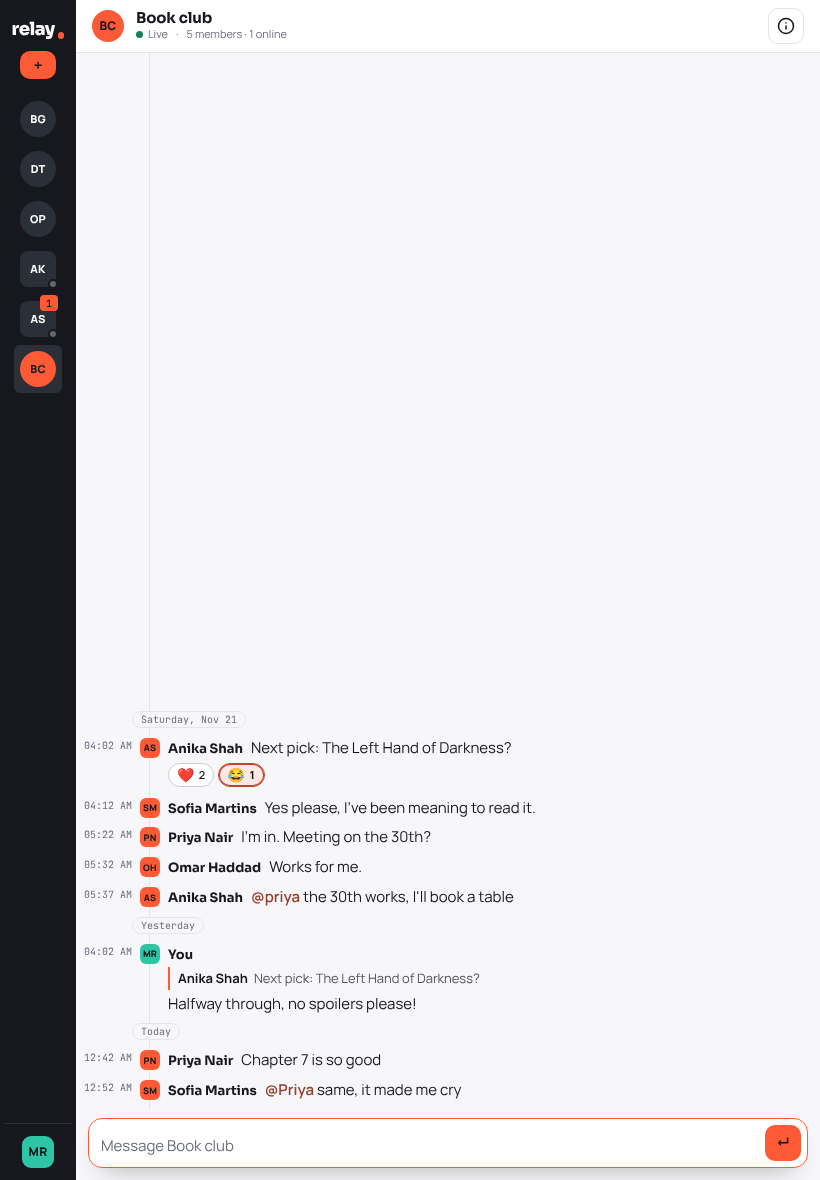 relay.
+
BG
DT
OP
AK
1
AS
BC
MR
BC
Book club
Live · 5 members · 1 online
Saturday, Nov 21
04:02 AM AS Anika Shah Next pick: The Left Hand of Darkness?
❤️ 2 😂 1
04:12 AM SM Sofia Martins Yes please, I've been meaning to read it.
05:22 AM PN Priya Nair I'm in. Meeting on the 30th?
05:32 AM OH Omar Haddad Works for me.
05:37 AM AS Anika Shah @priya the 30th works, I'll book a table
Yesterday
04:02 AM MR You
Anika Shah Next pick: The Left Hand of Darkness?
Halfway through, no spoilers please!
Today
12:42 AM PN Priya Nair Chapter 7 is so good
12:52 AM SM Sofia Martins @Priya same, it made me cry
Message Book club